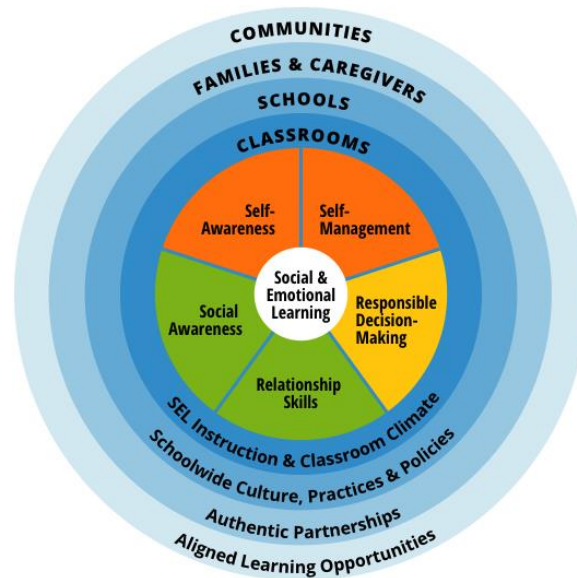 COMMUNITIES
FAMILIES & CAREGIVERS
SCHOOLS
CLASSROOMS
Self-
Awareness
Self-
Management
Social &
Emotional
Learning
Social
Awareness
Responsible
Decision-
Making
Relationship
Skills
SEL Instruction & Classroom Climate
Schoolwide Culture, Practices & Policies
Authentic Partnerships
Aligned Learning Opportunities